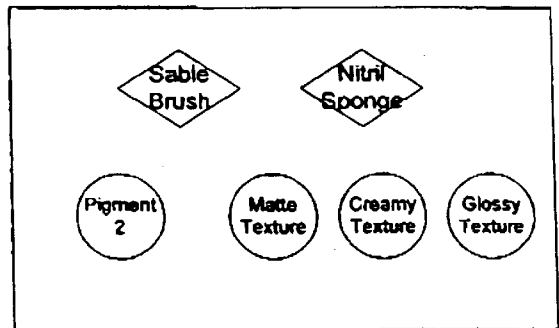 Sable
Brush
Nitril
Sponge
Pigment
2
Matte
Texture
Creamy
Texture
Glossy
Texture